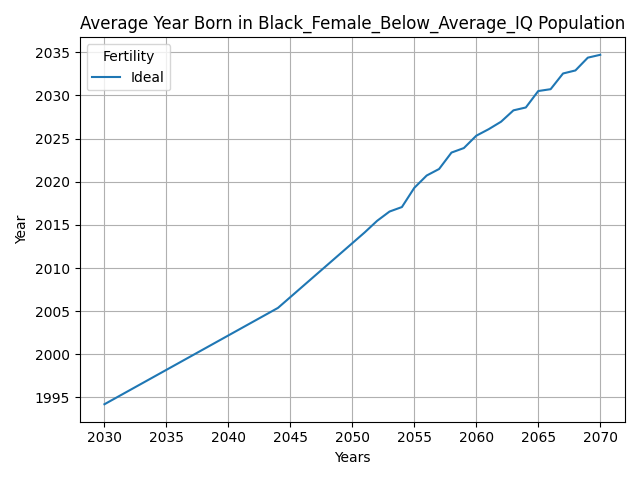 Average Year Born in Black_Female_Below_Average_IQ Population
Fertility
Ideal
Year
2035
2030
2025
2020
2015
2010
2005
2000
1995
2030 2035 2040 2045 2050 2055 2060 2065 2070
Years